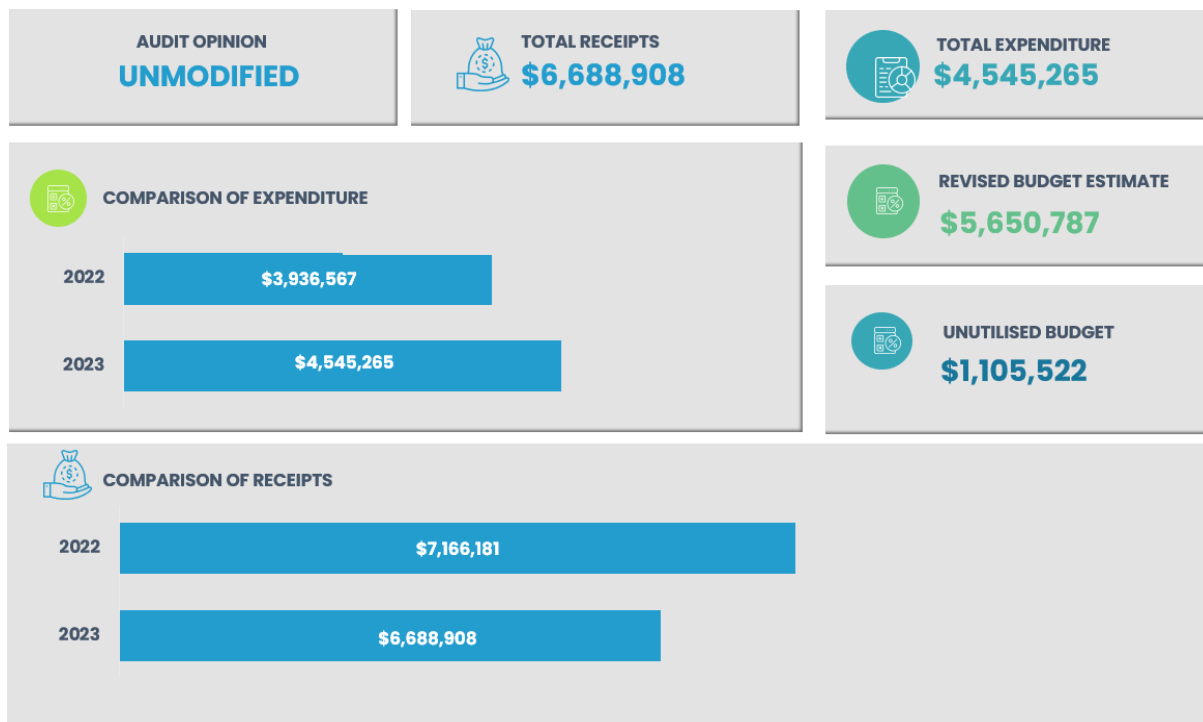 AUDIT OPINION
UNMODIFIED
TOTAL RECEIPTS
$6,688,908
TOTAL EXPENDITURE
$4,545,265
COMPARISON OF EXPENDITURE
2022
$3,936,567
2023
$4,545,265
REVISED BUDGET ESTIMATE
$5,650,787
UNUTILISED BUDGET
$1,105,522
COMPARISON OF RECEIPTS
2022
$7,166,181
2023
$6,688,908